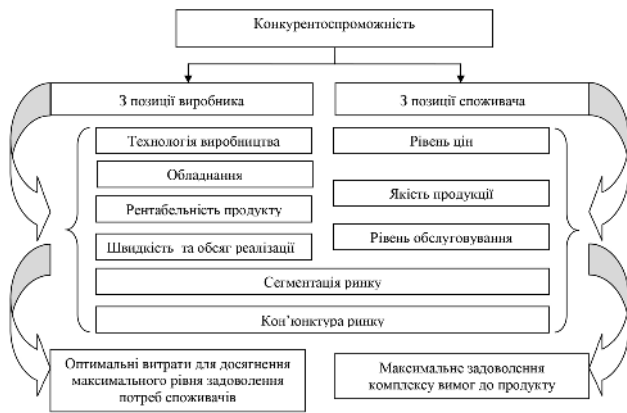 Конкурентоспроможність
З позиції виробника
З позиції споживача
Технологія виробництва
Рівень цін
Обладнання
Якість продукції
Рентабельність продукту
Рівень обслуговування
Швидкість та обсяг реалізації
Сегментація ринку
Кон’юнктура ринку
Оптимальні витрати для досягнення
максимального рівня задоволення
потреб споживачів
Максимальне задоволення
комплексу вимог до продукту